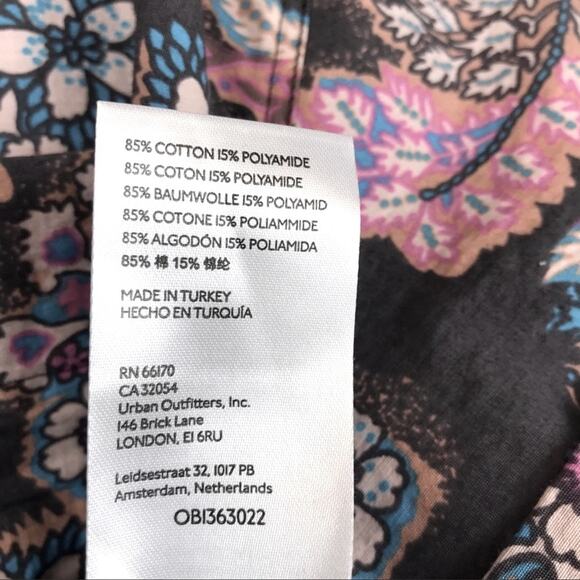 85% COTTON 15% POLYAMIDE
85% COTON 15% POLYAMIDE
85% BAUMWOLLE 15% POLYAMID
85% COTONE 15% POLIAMMIDE
85% ALGODÓN 15% POLIAMIDA
85% 棉 15% 锦纶
MADE IN TURKEY
HECHO EN TURQUÍA
RN 66170
CA 32054
Urban Outfitters, Inc.
146 Brick Lane
LONDON, E1 6RU
Leidsestraat 32, 1017 PB
Amsterdam, Netherlands
OB1363022